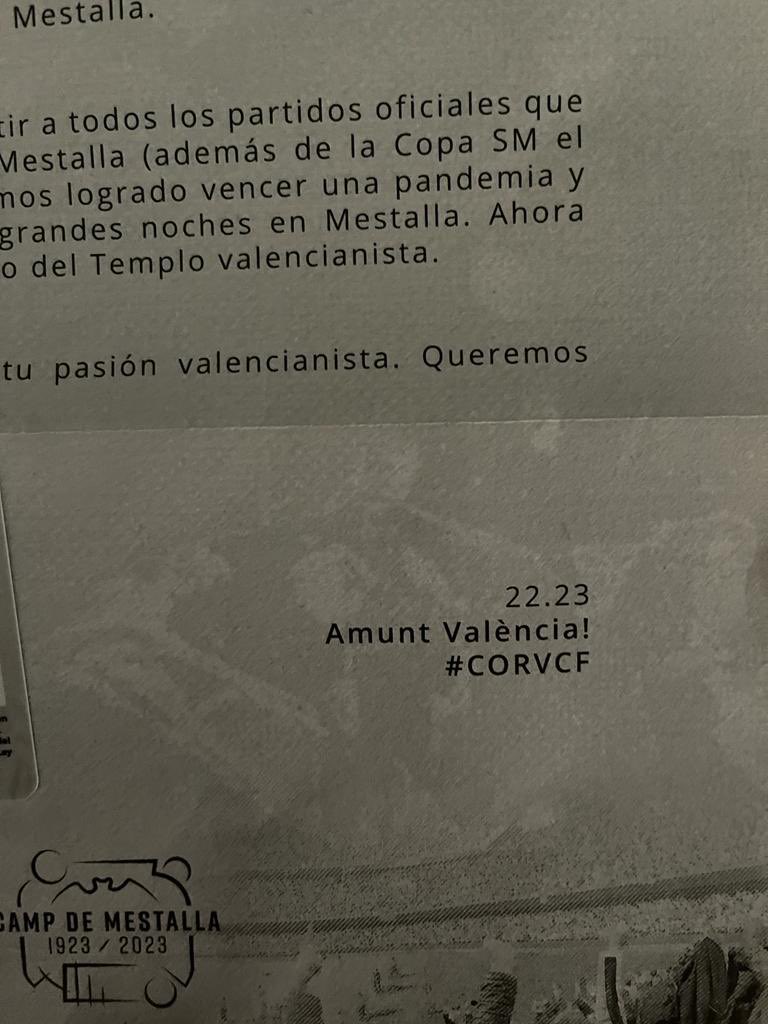 Mestalla.
tir a todos los partidos oficiales que
Mestalla (además de la Copa SM el
mos logrado vencer una pandemia y
grandes noches en Mestalla. Ahora
o del Templo valencianista.
tu pasión valencianista. Queremos
22.23
Amunt València!
#CORVCF
CAMP DE MESTALLA
1923 / 2023